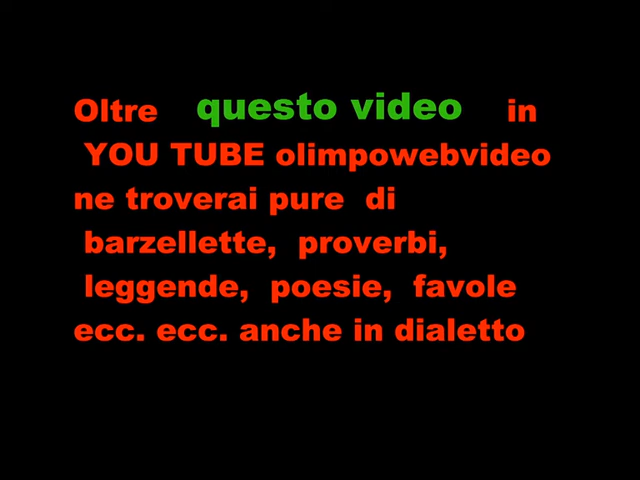 Oltre questo video in
YOU TUBE olimpowebvideo
ne troverai pure di
barzellette, proverbi,
leggende, poesie, favole
ecc. ecc. anche in dialetto